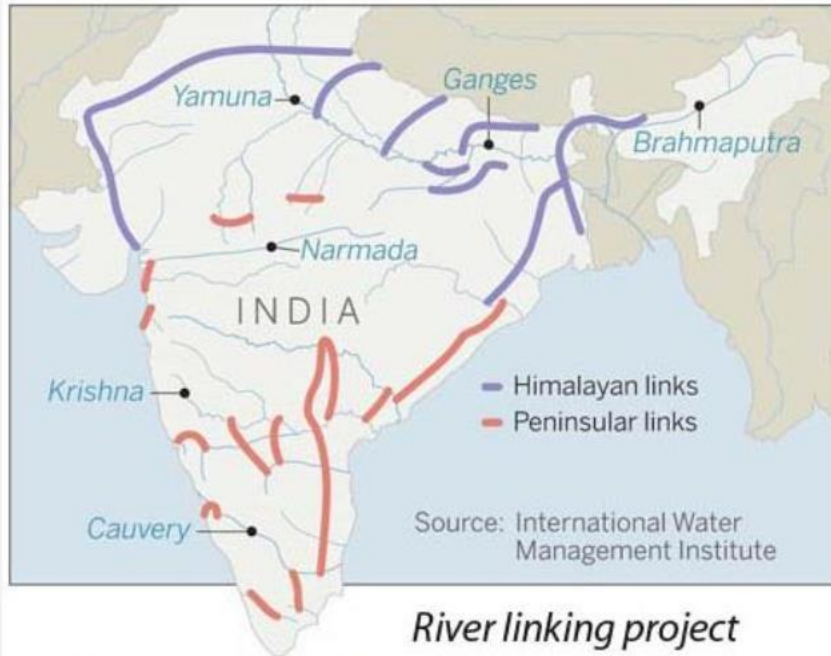 Yamuna
Ganges
Brahmaputra
Narmada
INDIA
Krishna
Himalayan links
Peninsular links
Cauvery
Source: International Water
Management Institute
River linking project